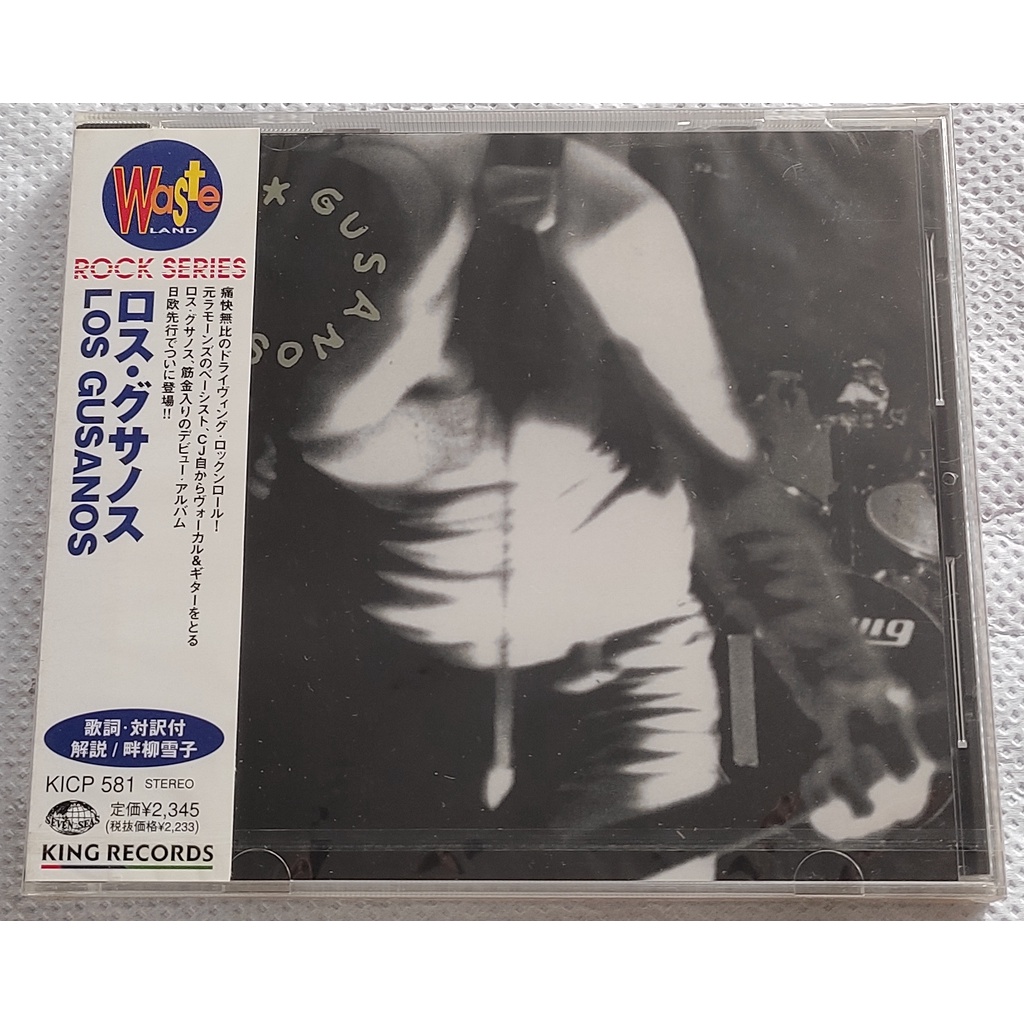 Waste
LAND
ROCK SERIES
ロス・グサノス
LOS GUSANOS
痛快無比のドライヴィング・ロックンロール!
元ラモーンズのベーシスト、CJ自からヴォーカル&ギターをとる
ロス・グサノス、筋金入りのデビュー・アルバム
日欧先行でついに登場!!
歌詞・対訳付
解説/畔柳雪子
KICP 581 STEREO
SEVEN SEAS
定価¥2,345
(税抜価格¥2,233)
KING RECORDS
★ GUSANOS